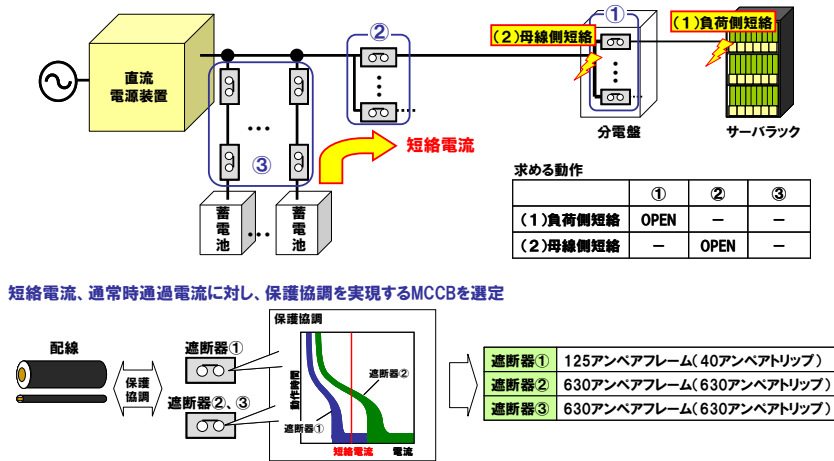 ①
②
(2)母線側短絡
(1)負荷側短絡
直流
電源装置
③
短絡電流
分電盤
サーバラック
蓄電池
蓄電池
求める動作
① ② ③
(1)負荷側短絡 OPEN － －
(2)母線側短絡 － OPEN －
短絡電流、通常時通過電流に対し、保護協調を実現するMCCBを選定
配線
保護
協調
遮断器①
遮断器②、③
保護協調
動作時間
遮断器②
遮断器①
短絡電流 電流
遮断器① 125アンペアフレーム(40アンペアトリップ)
遮断器② 630アンペアフレーム(630アンペアトリップ)
遮断器③ 630アンペアフレーム(630アンペアトリップ)